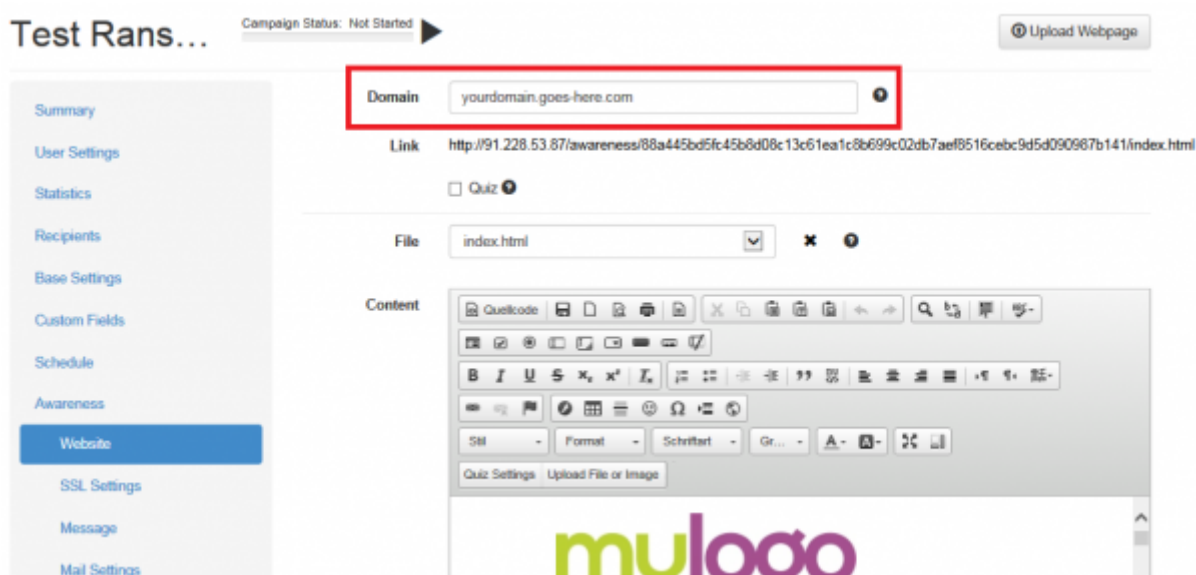 Test Rans...
Campaign Status: Not Started
Upload Webpage
Summary
User Settings
Statistics
Recipients
Base Settings
Custom Fields
Schedule
Awareness
Website
SSL Settings
Message
Mail Settings
Domain
yourdomain.goes-here.com
Link
http://91.228.53.87/awareness/88a445bd5fc45b8d08c13c61ea1c8b699c02db7aef8516cebc9d5d090987b141/index.html
Quiz
File
index.html
Content
Quellcode
Stil
Format
Schriftart
Gr...
Quiz Settings
Upload File or Image
mylogo